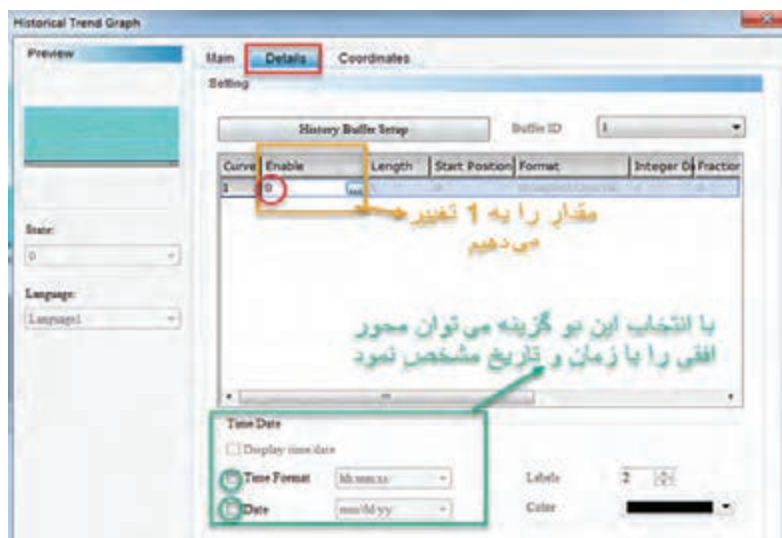 Historical Trend Graph
Preview
Main Details Coordinates
Setting
History Buffer Setup
Buffer ID 1
Curve Enable Length Start Position Format Integer Di Fraction
1 0 ...
مقدار را به 1 تغییر
می‌دهیم
State:
0
Language:
Language1
با انتخاب این دو گزینه می توان محور
افقی را با زمان و تاریخ مشخص نمود
Time/Date
Display time/date
Time Format hh:mm:ss Labels 2
Date mm/dd/yy Color